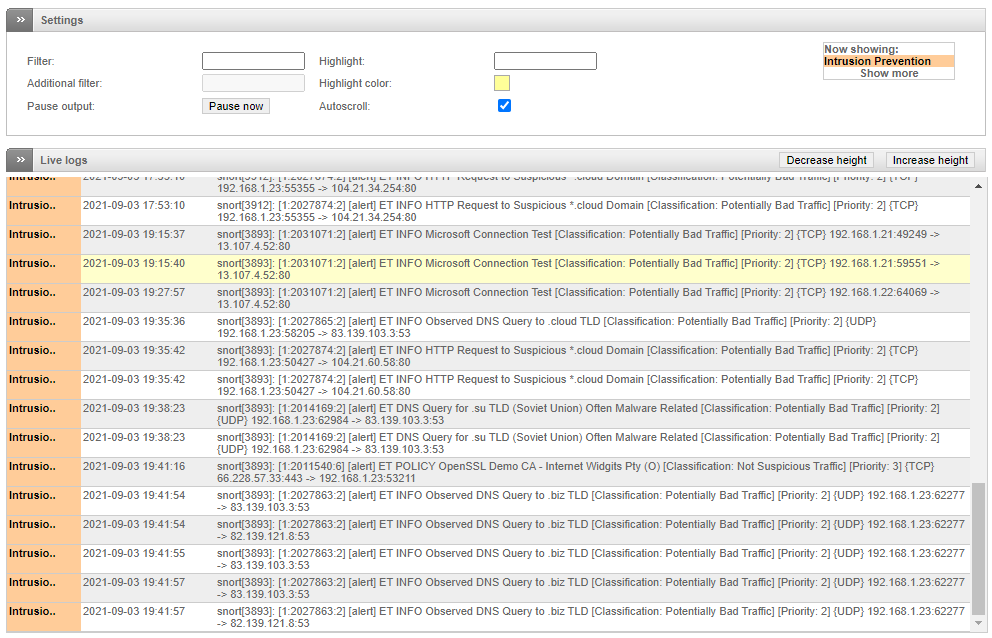 Settings
Filter:
Highlight:
Now showing:
Intrusion Prevention
Show more
Additional filter:
Highlight color:
Pause output:
Pause now
Autoscroll:
Live logs
Decrease height
Increase height
Intrusio.. 2021-09-03 17:53:10 snort[3912]: [1:2027874:2] [alert] ET INFO HTTP Request to Suspicious *.cloud Domain [Classification: Potentially Bad Traffic] [Priority: 2] {TCP}
192.168.1.23:55355 -> 104.21.34.254:80
Intrusio.. 2021-09-03 17:53:10 snort[3912]: [1:2027874:2] [alert] ET INFO HTTP Request to Suspicious *.cloud Domain [Classification: Potentially Bad Traffic] [Priority: 2] {TCP}
192.168.1.23:55355 -> 104.21.34.254:80
Intrusio.. 2021-09-03 19:15:37 snort[3893]: [1:2031071:2] [alert] ET INFO Microsoft Connection Test [Classification: Potentially Bad Traffic] [Priority: 2] {TCP} 192.168.1.21:49249 ->
13.107.4.52:80
Intrusio.. 2021-09-03 19:15:40 snort[3893]: [1:2031071:2] [alert] ET INFO Microsoft Connection Test [Classification: Potentially Bad Traffic] [Priority: 2] {TCP} 192.168.1.21:59551 ->
13.107.4.52:80
Intrusio.. 2021-09-03 19:27:57 snort[3893]: [1:2031071:2] [alert] ET INFO Microsoft Connection Test [Classification: Potentially Bad Traffic] [Priority: 2] {TCP} 192.168.1.22:64069 ->
13.107.4.52:80
Intrusio.. 2021-09-03 19:35:36 snort[3893]: [1:2027865:2] [alert] ET INFO Observed DNS Query to .cloud TLD [Classification: Potentially Bad Traffic] [Priority: 2] {UDP}
192.168.1.23:58205 -> 83.139.103.3:53
Intrusio.. 2021-09-03 19:35:42 snort[3893]: [1:2027874:2] [alert] ET INFO HTTP Request to Suspicious *.cloud Domain [Classification: Potentially Bad Traffic] [Priority: 2] {TCP}
192.168.1.23:50427 -> 104.21.60.58:80
Intrusio.. 2021-09-03 19:35:42 snort[3893]: [1:2027874:2] [alert] ET INFO HTTP Request to Suspicious *.cloud Domain [Classification: Potentially Bad Traffic] [Priority: 2] {TCP}
192.168.1.23:50427 -> 104.21.60.58:80
Intrusio.. 2021-09-03 19:38:23 snort[3893]: [1:2014169:2] [alert] ET DNS Query for .su TLD (Soviet Union) Often Malware Related [Classification: Potentially Bad Traffic] [Priority: 2]
{UDP} 192.168.1.23:62984 -> 83.139.103.3:53
Intrusio.. 2021-09-03 19:38:23 snort[3893]: [1:2014169:2] [alert] ET DNS Query for .su TLD (Soviet Union) Often Malware Related [Classification: Potentially Bad Traffic] [Priority: 2]
{UDP} 192.168.1.23:62984 -> 83.139.103.3:53
Intrusio.. 2021-09-03 19:41:16 snort[3893]: [1:2011540:6] [alert] ET POLICY OpenSSL Demo CA - Internet Widgits Pty (O) [Classification: Not Suspicious Traffic] [Priority: 3] {TCP}
66.228.57.33:443 -> 192.168.1.23:53211
Intrusio.. 2021-09-03 19:41:54 snort[3893]: [1:2027863:2] [alert] ET INFO Observed DNS Query to .biz TLD [Classification: Potentially Bad Traffic] [Priority: 2] {UDP} 192.168.1.23:62277
-> 83.139.103.3:53
Intrusio.. 2021-09-03 19:41:54 snort[3893]: [1:2027863:2] [alert] ET INFO Observed DNS Query to .biz TLD [Classification: Potentially Bad Traffic] [Priority: 2] {UDP} 192.168.1.23:62277
-> 82.139.121.8:53
Intrusio.. 2021-09-03 19:41:55 snort[3893]: [1:2027863:2] [alert] ET INFO Observed DNS Query to .biz TLD [Classification: Potentially Bad Traffic] [Priority: 2] {UDP} 192.168.1.23:62277
-> 83.139.103.3:53
Intrusio.. 2021-09-03 19:41:57 snort[3893]: [1:2027863:2] [alert] ET INFO Observed DNS Query to .biz TLD [Classification: Potentially Bad Traffic] [Priority: 2] {UDP} 192.168.1.23:62277
-> 83.139.103.3:53
Intrusio.. 2021-09-03 19:41:57 snort[3893]: [1:2027863:2] [alert] ET INFO Observed DNS Query to .biz TLD [Classification: Potentially Bad Traffic] [Priority: 2] {UDP} 192.168.1.23:62277
-> 82.139.121.8:53